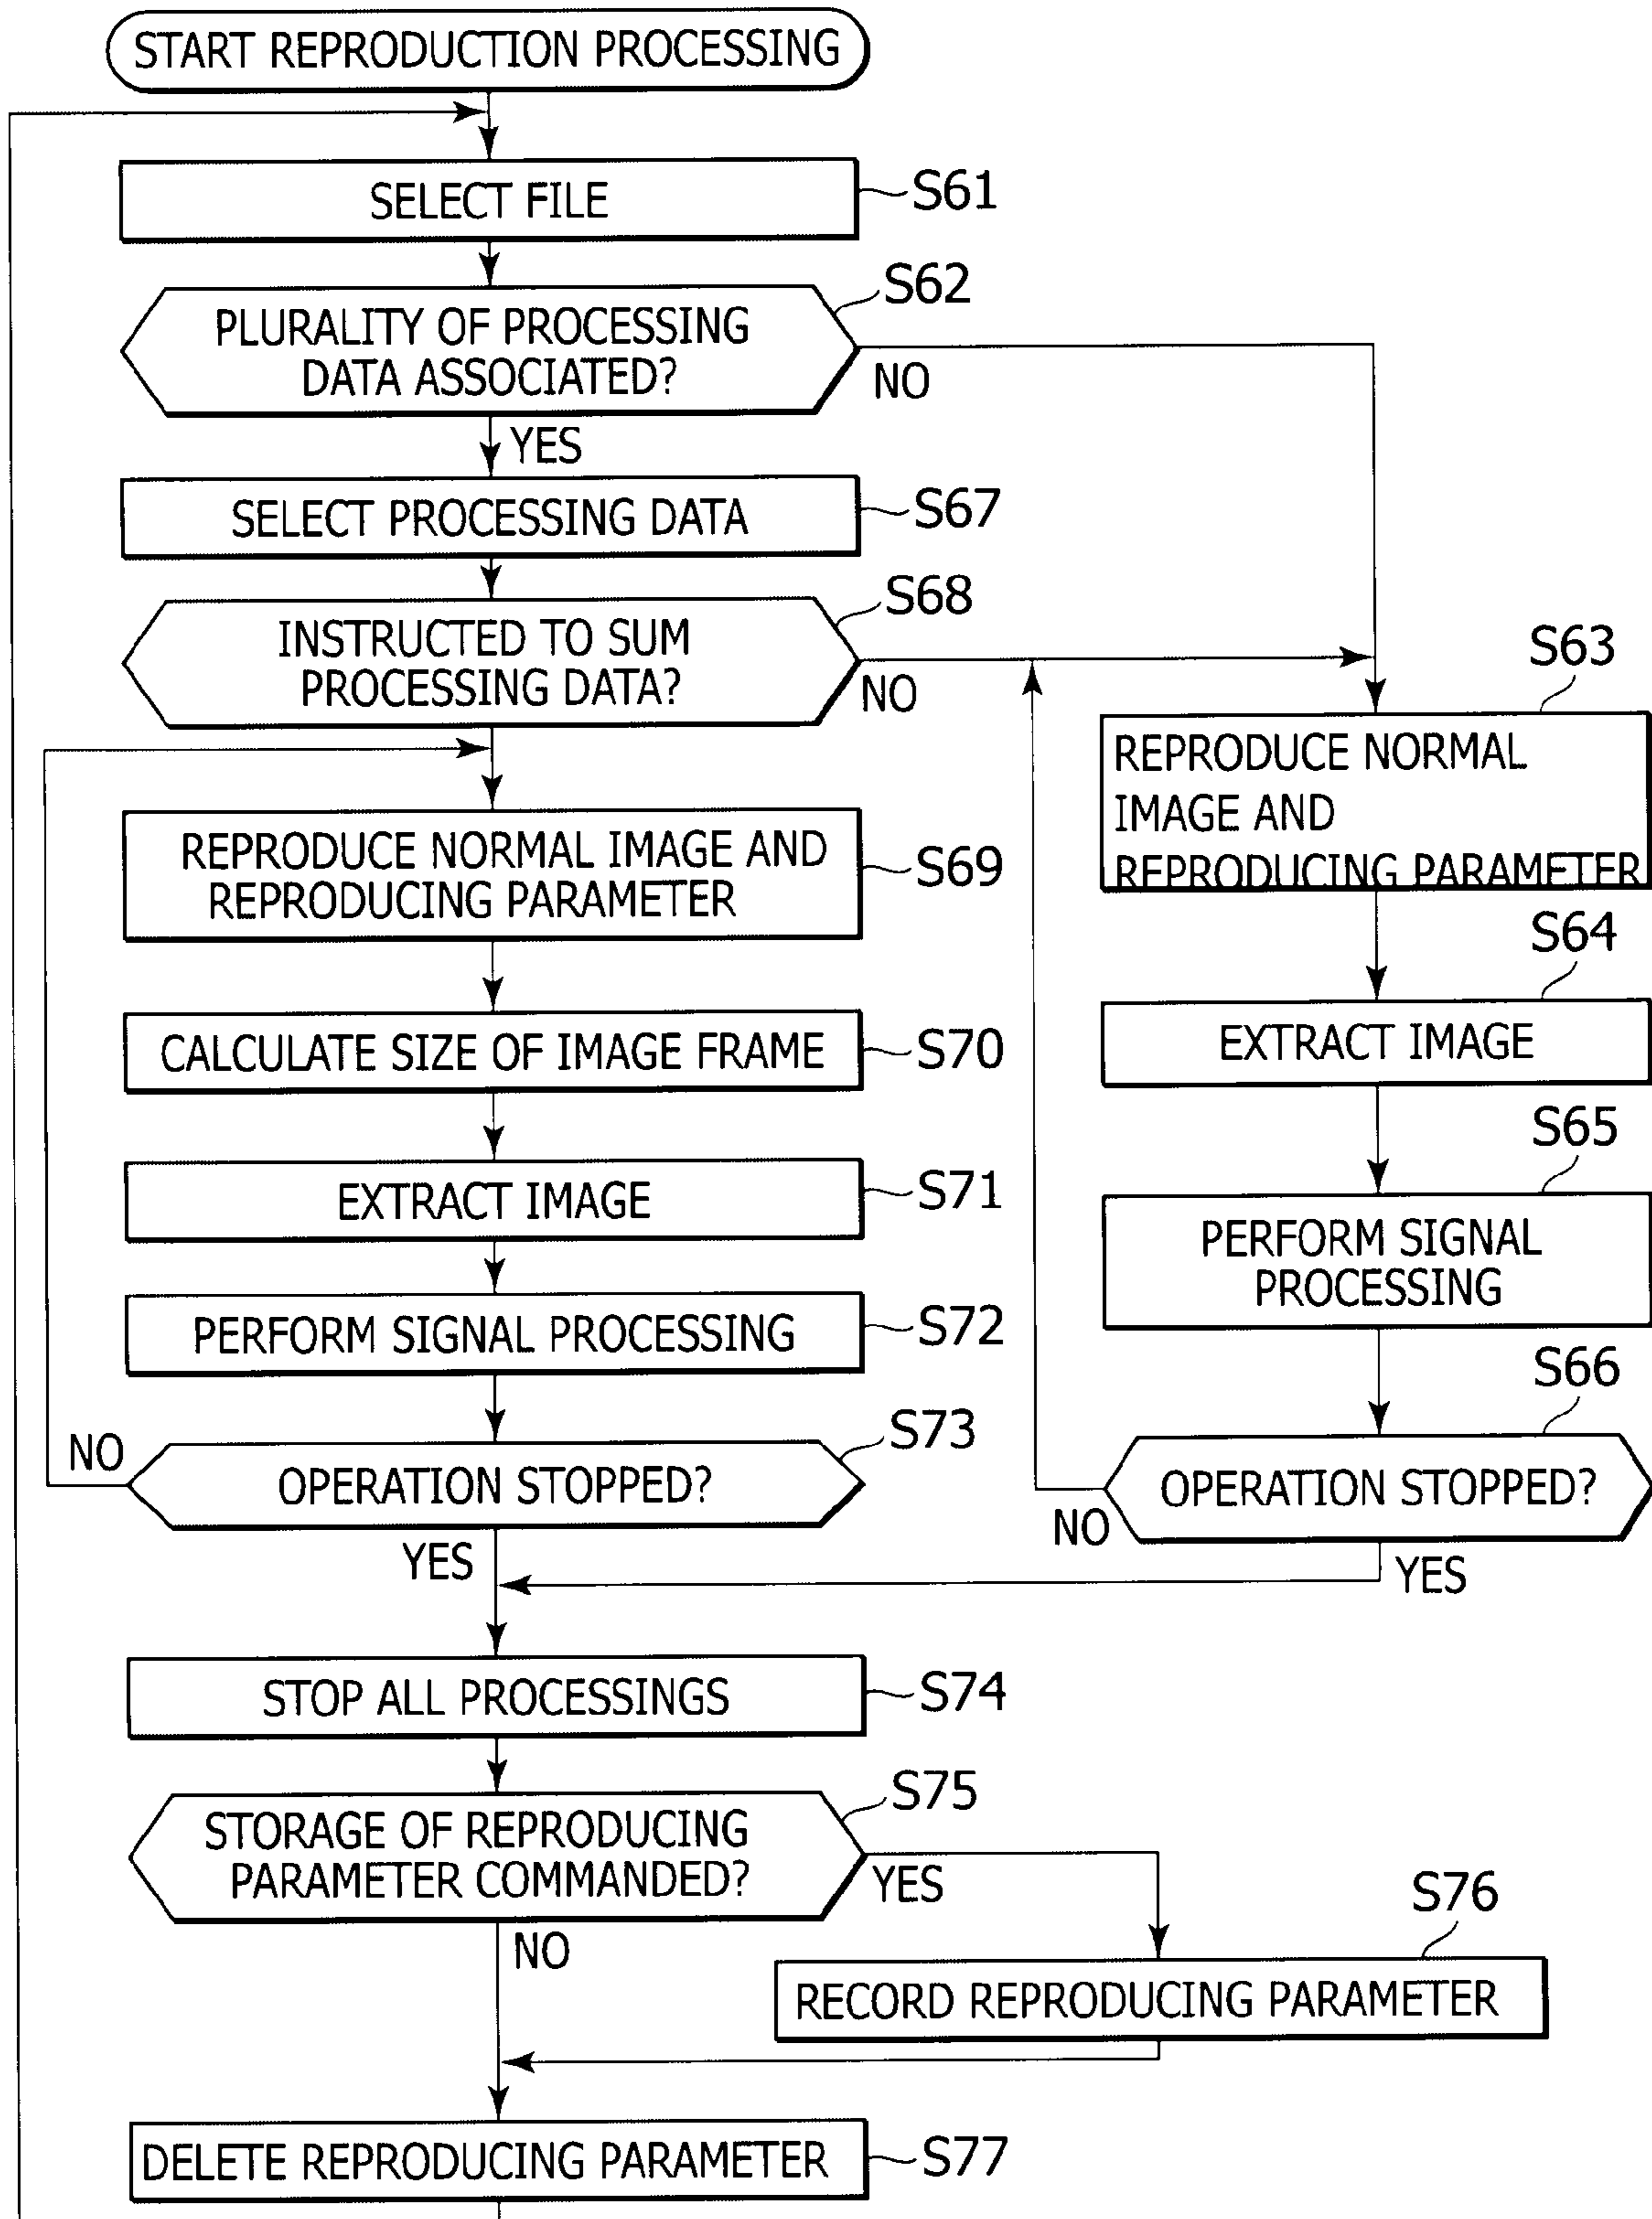 START REPRODUCTION PROCESSING
SELECT FILE
S61
S62
PLURALITY OF PROCESSING
DATA ASSOCIATED?
NO
YES
SELECT PROCESSING DATA
S67
S68
INSTRUCTED TO SUM
PROCESSING DATA?
NO
S63
REPRODUCE NORMAL
IMAGE AND
REPRODUCING PARAMETER
REPRODUCE NORMAL IMAGE AND
REPRODUCING PARAMETER
S69
S64
EXTRACT IMAGE
CALCULATE SIZE OF IMAGE FRAME
S70
S65
PERFORM SIGNAL
PROCESSING
EXTRACT IMAGE
S71
PERFORM SIGNAL PROCESSING
S72
S66
OPERATION STOPPED?
NO
YES
S73
NO
OPERATION STOPPED?
YES
STOP ALL PROCESSINGS
S74
S75
STORAGE OF REPRODUCING
PARAMETER COMMANDED?
YES
NO
S76
RECORD REPRODUCING PARAMETER
DELETE REPRODUCING PARAMETER
S77